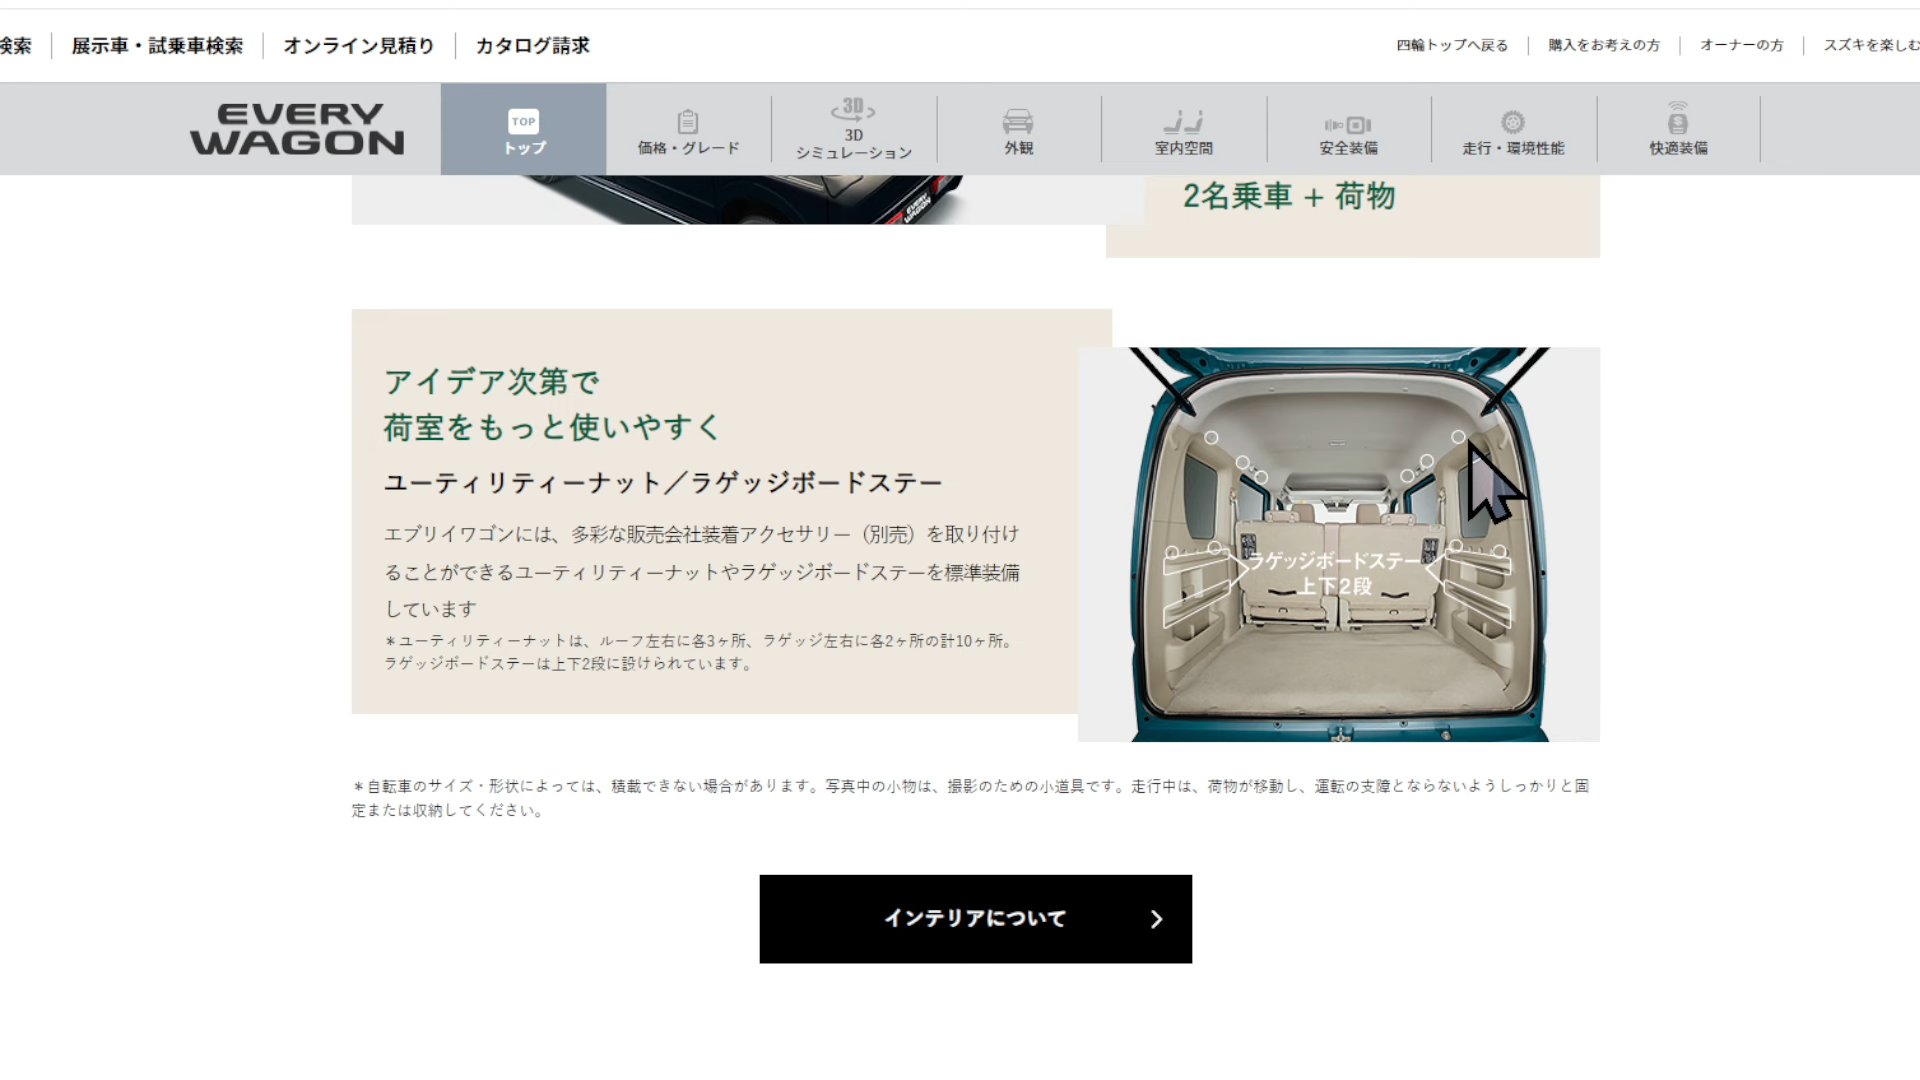 検索
展示車・試乗車検索
オンライン見積り
カタログ請求
四輪トップへ戻る
購入をお考えの方
オーナーの方
スズキを楽しむ
EVERY
WAGON
TOP
トップ
価格・グレード
3D
3D
シミュレーション
外観
室内空間
安全装備
走行・環境性能
快適装備
EVERY
WAGON
2名乗車 + 荷物
アイデア次第で
荷室をもっと使いやすく
ユーティリティーナット／ラゲッジボードステー
エブリイワゴンには、多彩な販売会社装着アクセサリー（別売）を取り付け
ることができるユーティリティーナットやラゲッジボードステーを標準装備
しています
＊ユーティリティーナットは、ルーフ左右に各3ヶ所、ラゲッジ左右に各2ヶ所の計10ヶ所。
ラゲッジボードステーは上下2段に設けられています。
ラゲッジボードステー
上下2段
＊自転車のサイズ・形状によっては、積載できない場合があります。写真中の小物は、撮影のための小道具です。走行中は、荷物が移動し、運転の支障とならないようしっかりと固
定または収納してください。
インテリアについて